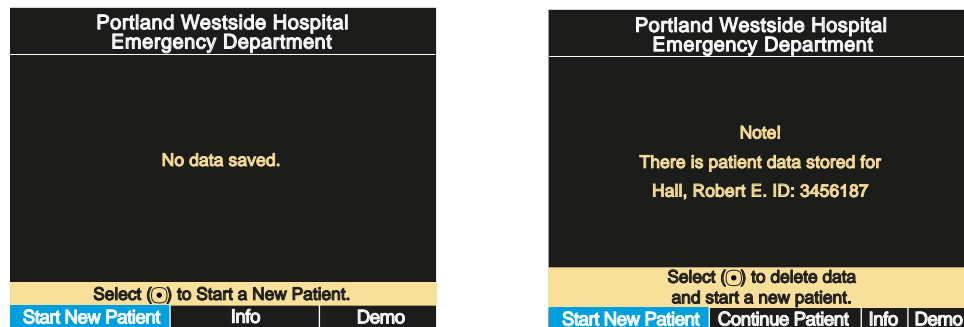 Portland Westside Hospital
Emergency Department
No data saved.
Select (⊙) to Start a New Patient.
Start New Patient Info Demo
Portland Westside Hospital
Emergency Department
Note!
There is patient data stored for
Hall, Robert E. ID: 3456187
Select (⊙) to delete data
and start a new patient.
Start New Patient Continue Patient Info Demo